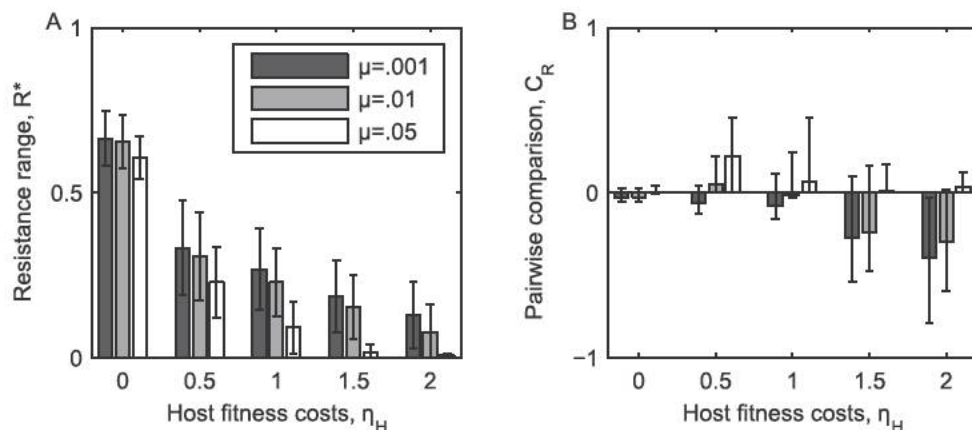 A
1
0.5
0
Resistance range, R*
μ=.001
μ=.01
μ=.05
0 0.5 1 1.5 2
Host fitness costs, η_H
B
1
0
−1
Pairwise comparison, C_R
0 0.5 1 1.5 2
Host fitness costs, η_H